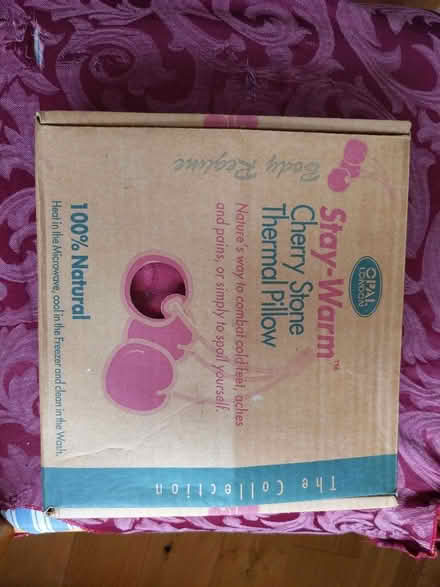 OPAL
LONDON
Stay-Warm™
Cherry Stone
Thermal Pillow
Nature's way to combat cold feet, aches
and pains, or simply to spoil yourself.
100% Natural
Heat in the Microwave, cool in the Freezer and clean in the Wash.
Body Regime
The Collection